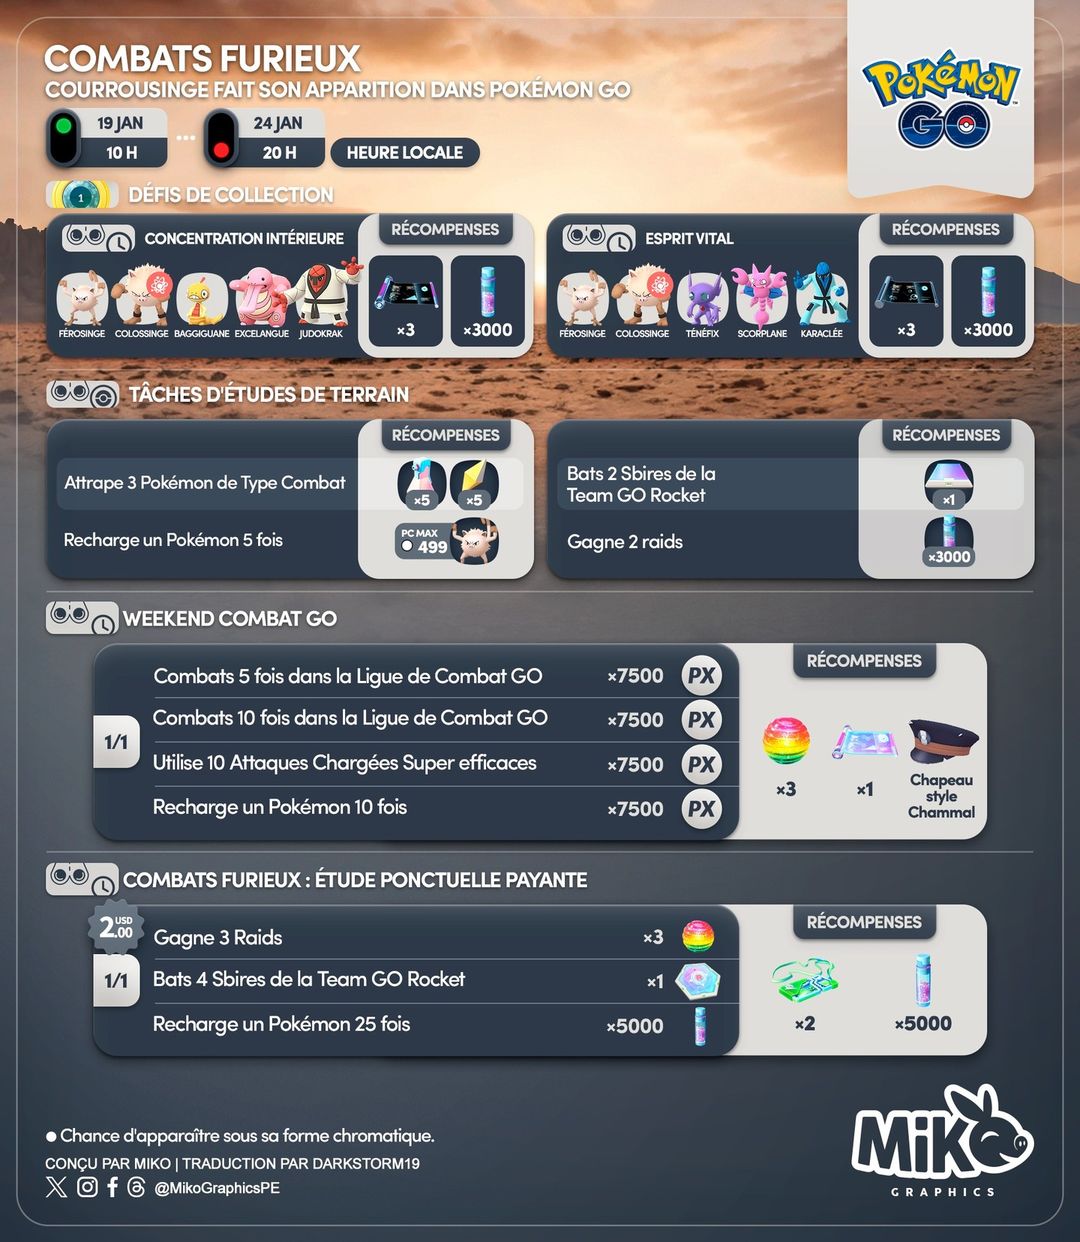 COMBATS FURIEUX
COURROUSINGE FAIT SON APPARITION DANS POKÉMON GO
POKÉMON GO
19 JAN
10 H
24 JAN
20 H
HEURE LOCALE
1
DÉFIS DE COLLECTION
CONCENTRATION INTÉRIEURE
RÉCOMPENSES
FÉROSINGE COLOSSINGE BAGGIGUANE EXCELANGUE JUDOKRAK
×3 ×3000
ESPRIT VITAL
RÉCOMPENSES
FÉROSINGE COLOSSINGE TÉNÉFIX SCORPLANE KARACLÉE
×3 ×3000
TÂCHES D'ÉTUDES DE TERRAIN
RÉCOMPENSES
Attrape 3 Pokémon de Type Combat
×5 ×5
Recharge un Pokémon 5 fois
PC MAX
499
RÉCOMPENSES
Bats 2 Sbires de la
Team GO Rocket
×1
Gagne 2 raids
×3000
WEEKEND COMBAT GO
1/1
Combats 5 fois dans la Ligue de Combat GO ×7500 PX
Combats 10 fois dans la Ligue de Combat GO ×7500 PX
Utilise 10 Attaques Chargées Super efficaces ×7500 PX
Recharge un Pokémon 10 fois ×7500 PX
RÉCOMPENSES
×3
×1
Chapeau
style
Chammal
COMBATS FURIEUX : ÉTUDE PONCTUELLE PAYANTE
2.00 USD
1/1
Gagne 3 Raids ×3
Bats 4 Sbires de la Team GO Rocket ×1
Recharge un Pokémon 25 fois ×5000
RÉCOMPENSES
×2
×5000
Chance d'apparaître sous sa forme chromatique.
CONÇU PAR MIKO | TRADUCTION PAR DARKSTORM19
@MikoGraphicsPE
MiKO
GRAPHICS